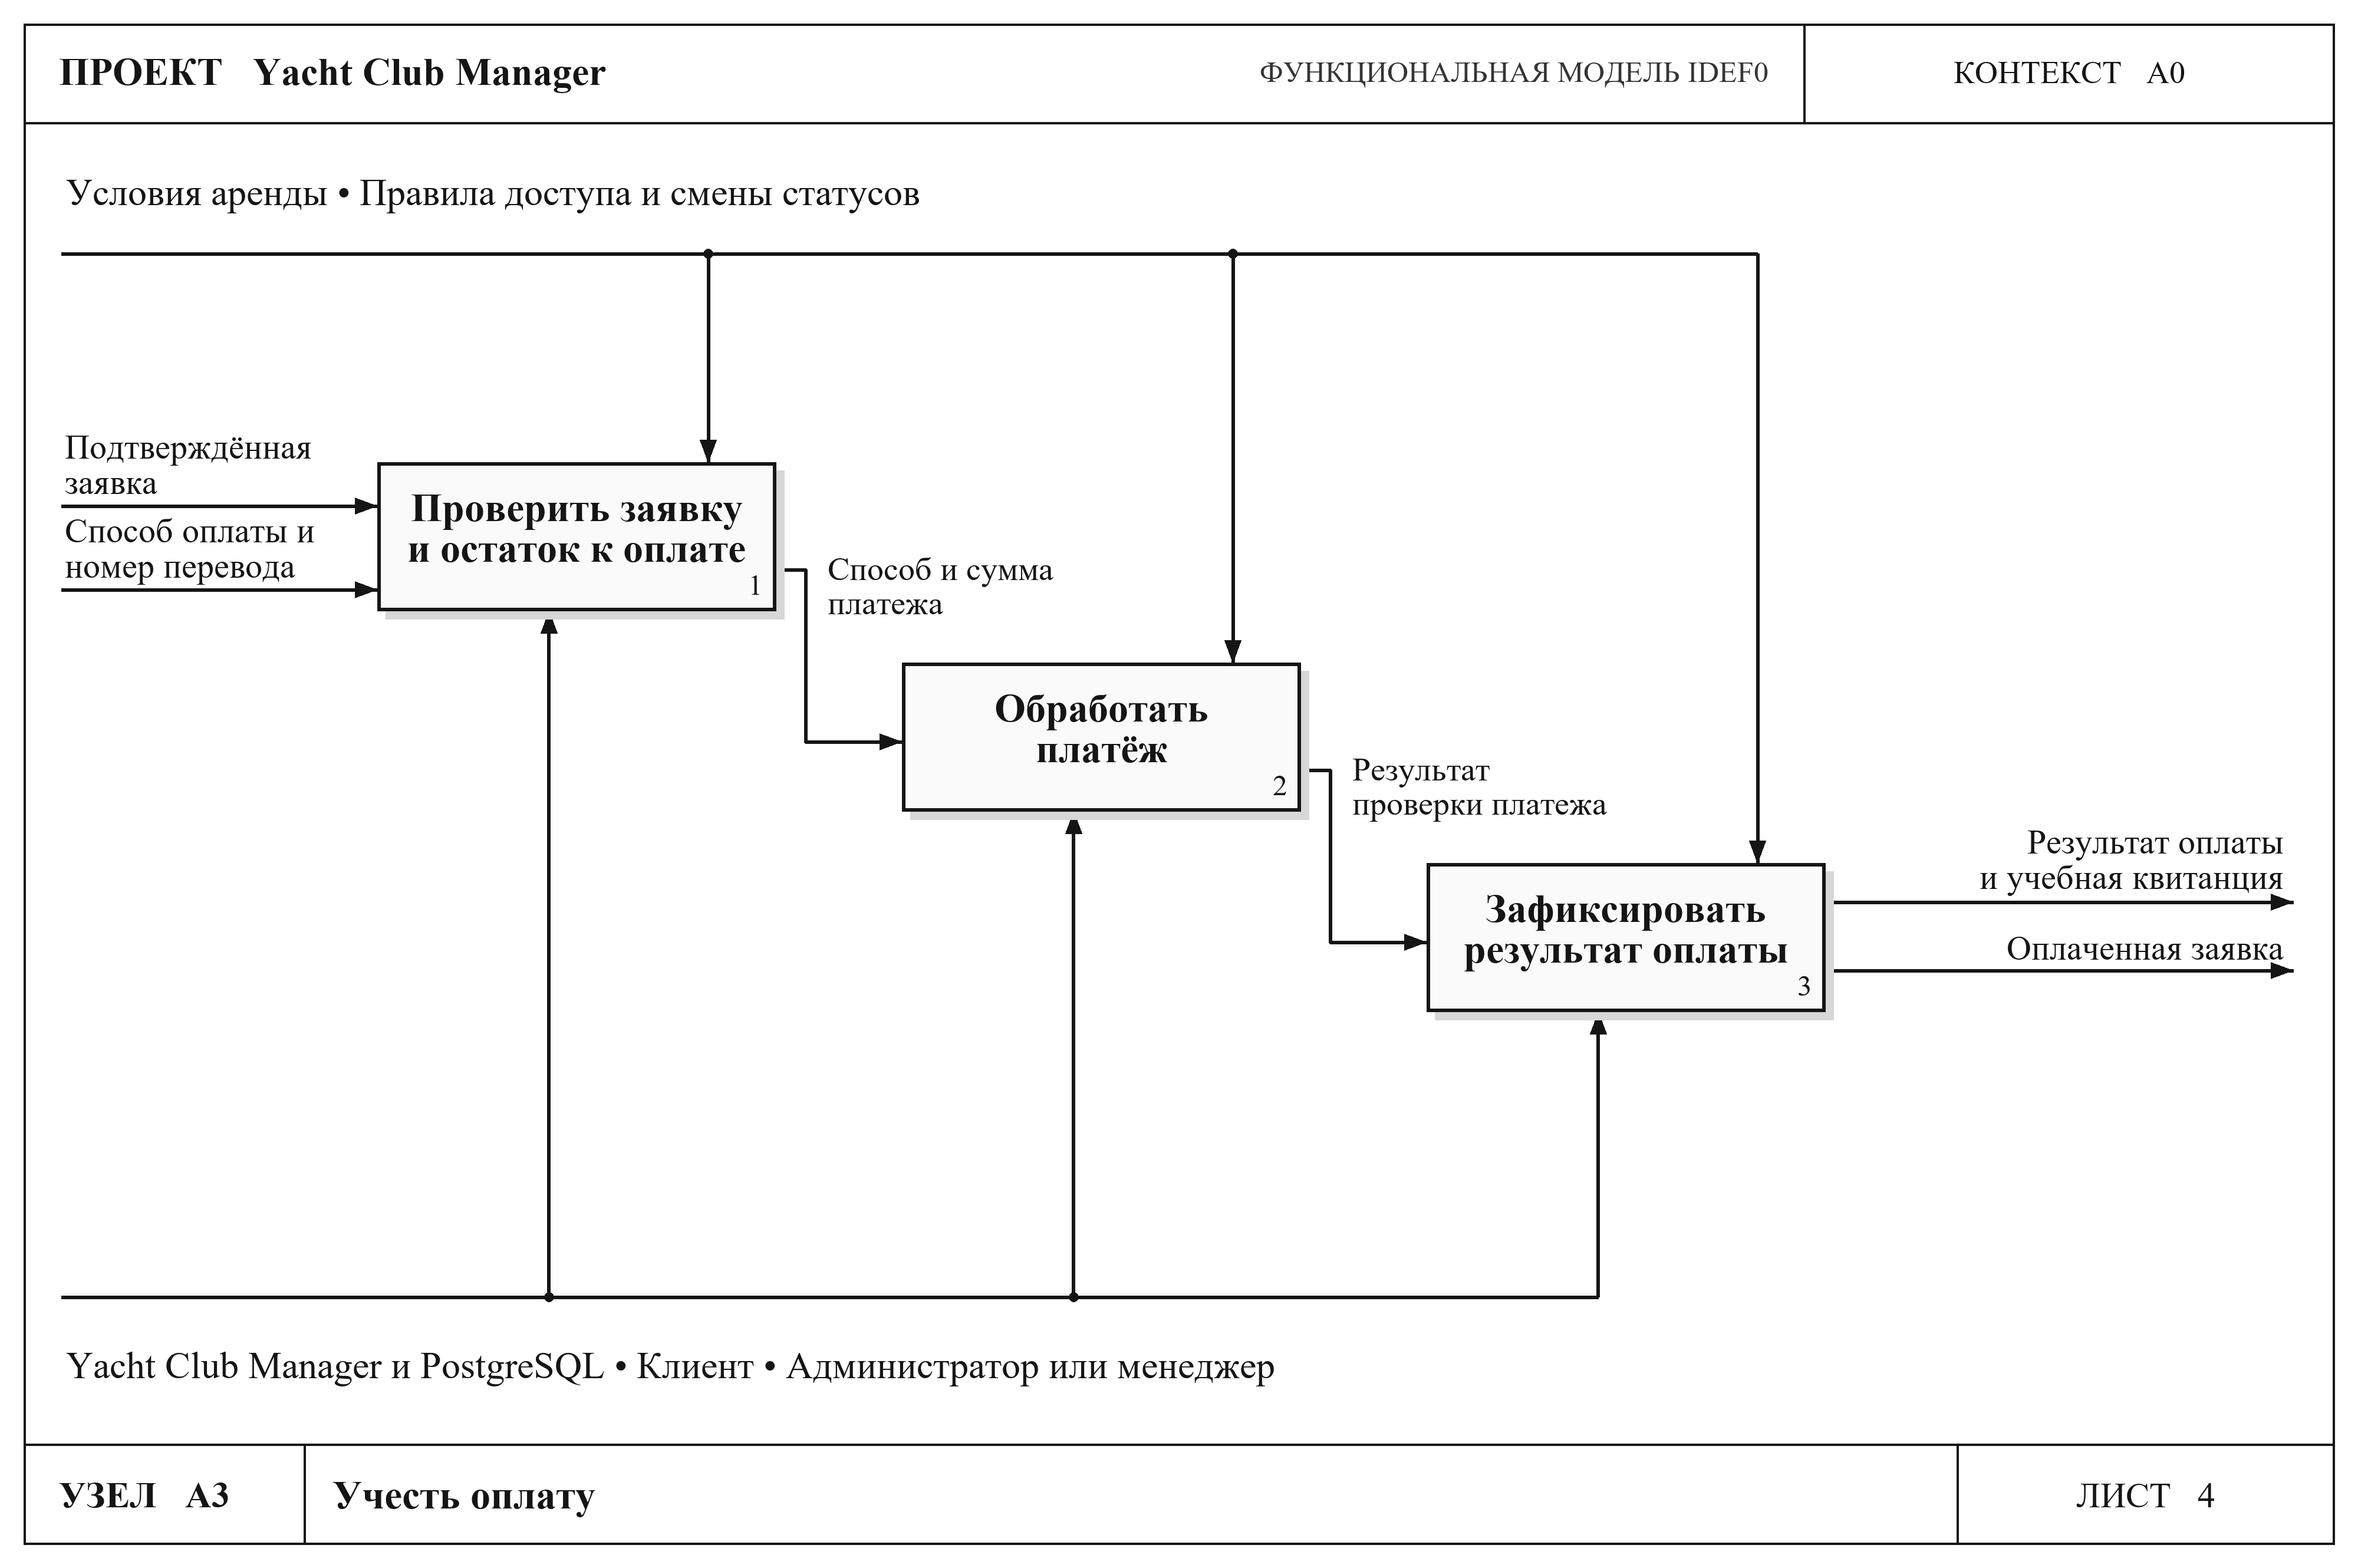 ПРОЕКТ Yacht Club Manager
ФУНКЦИОНАЛЬНАЯ МОДЕЛЬ IDEF0
КОНТЕКСТ A0
Условия аренды • Правила доступа и смены статусов
Подтверждённая
заявка
Способ оплаты и
номер перевода
Проверить заявку
и остаток к оплате
1
Способ и сумма
платежа
Обработать
платёж
2
Результат
проверки платежа
Зафиксировать
результат оплаты
3
Результат оплаты
и учебная квитанция
Оплаченная заявка
Yacht Club Manager и PostgreSQL • Клиент • Администратор или менеджер
УЗЕЛ А3
Учесть оплату
ЛИСТ 4